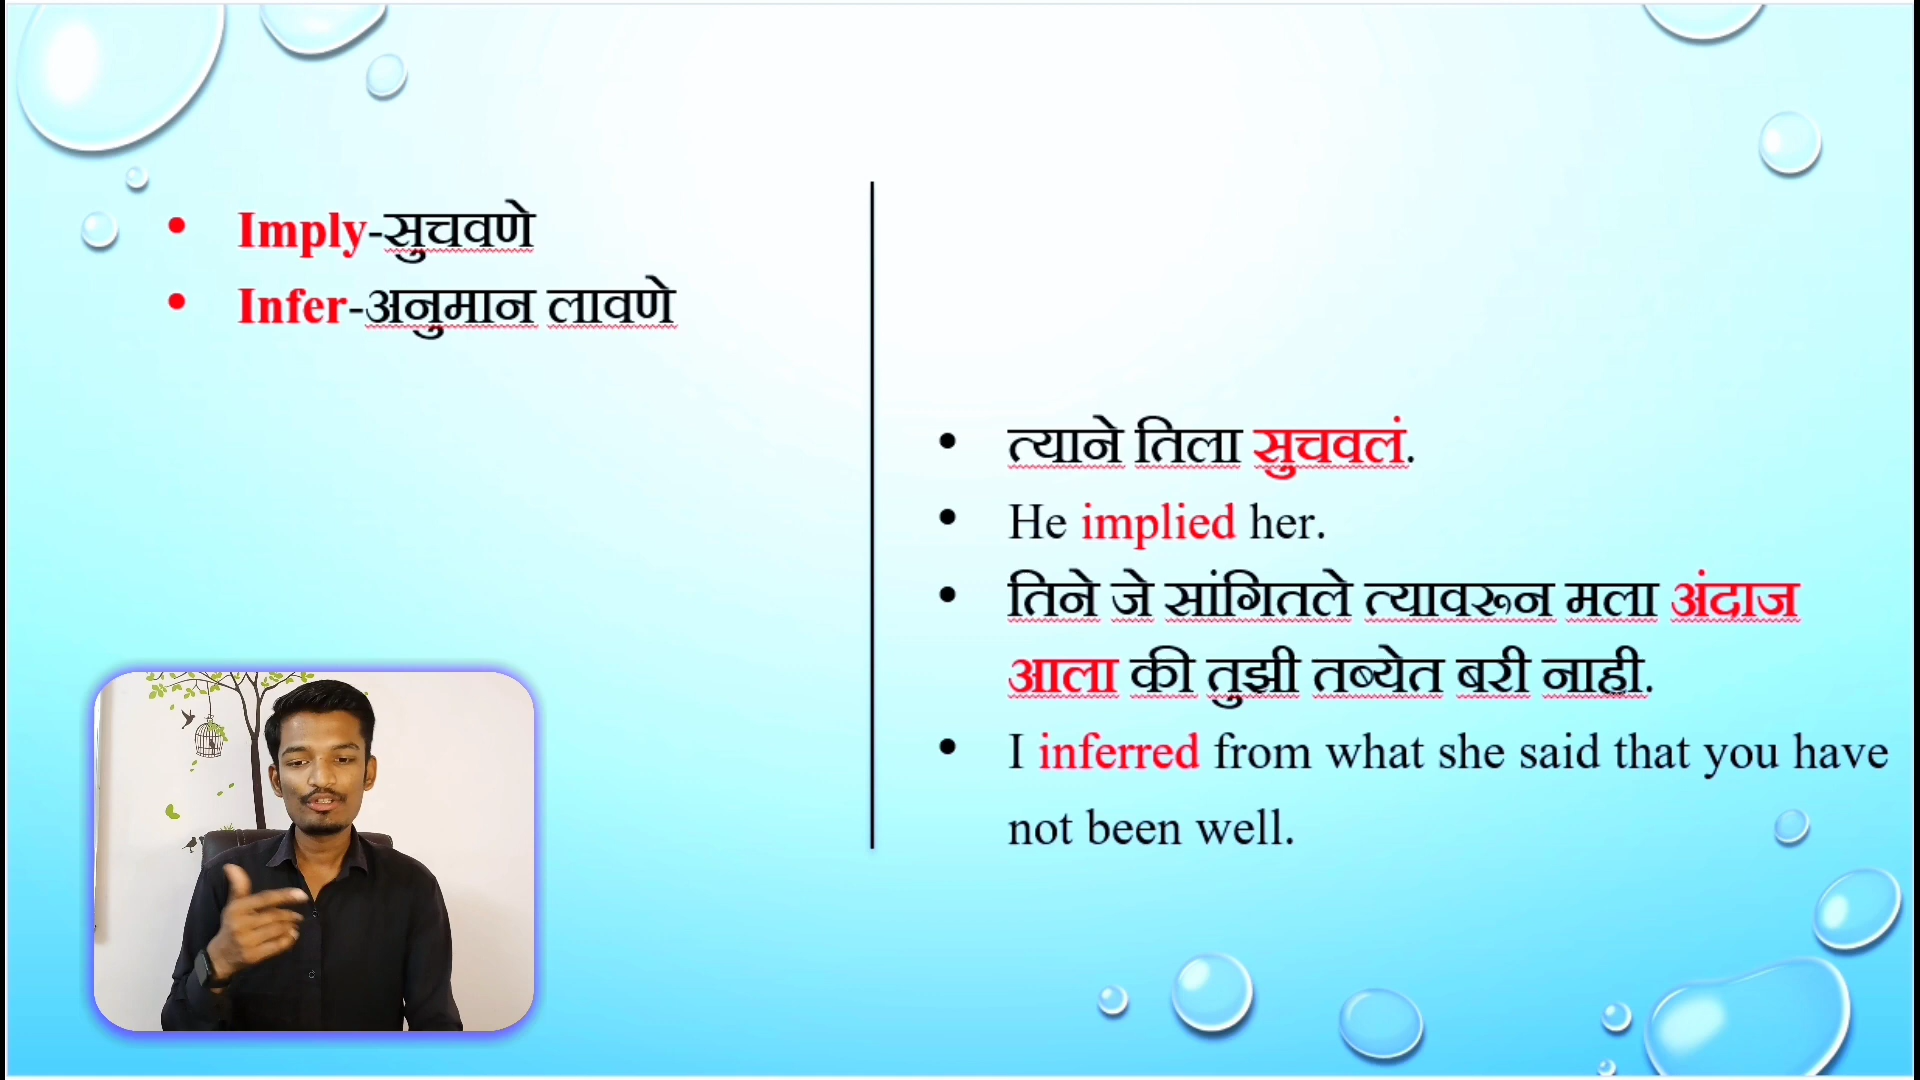 • Imply-सुचवणे
• Infer-अनुमान लावणे
• त्याने तिला सुचवलं.
• He implied her.
• तिने जे सांगितले त्यावरून मला अंदाज
आला की तुझी तब्येत बरी नाही.
• I inferred from what she said that you have
not been well.